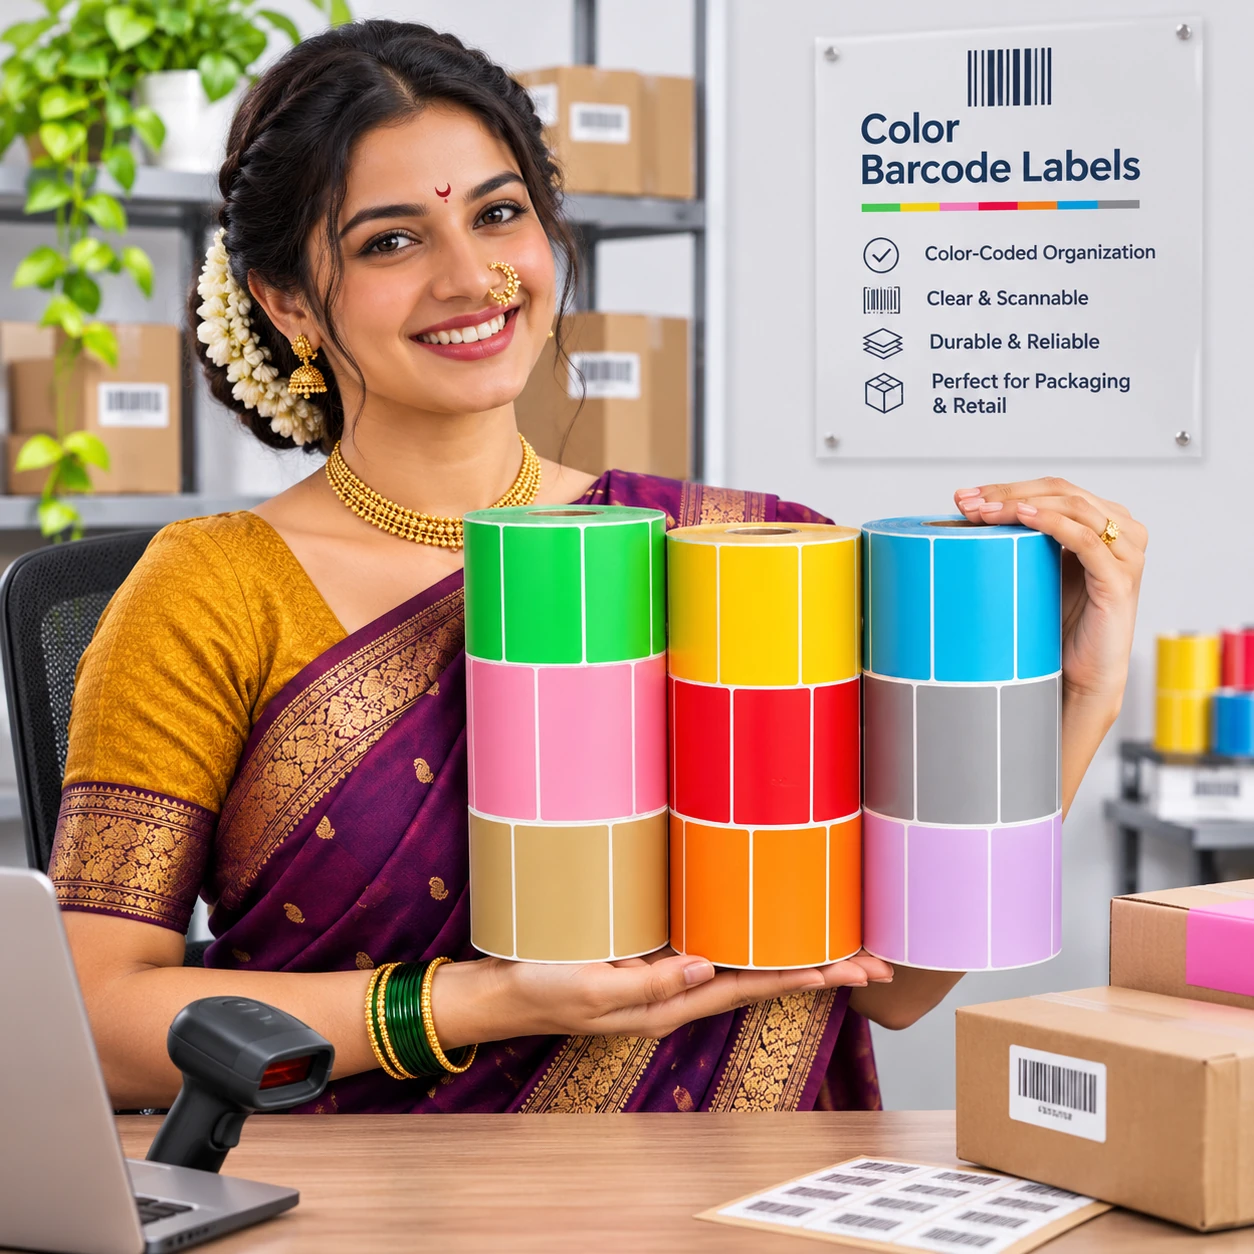 Color
Barcode Labels
Color-Coded Organization
Clear & Scannable
Durable & Reliable
Perfect for Packaging
& Retail